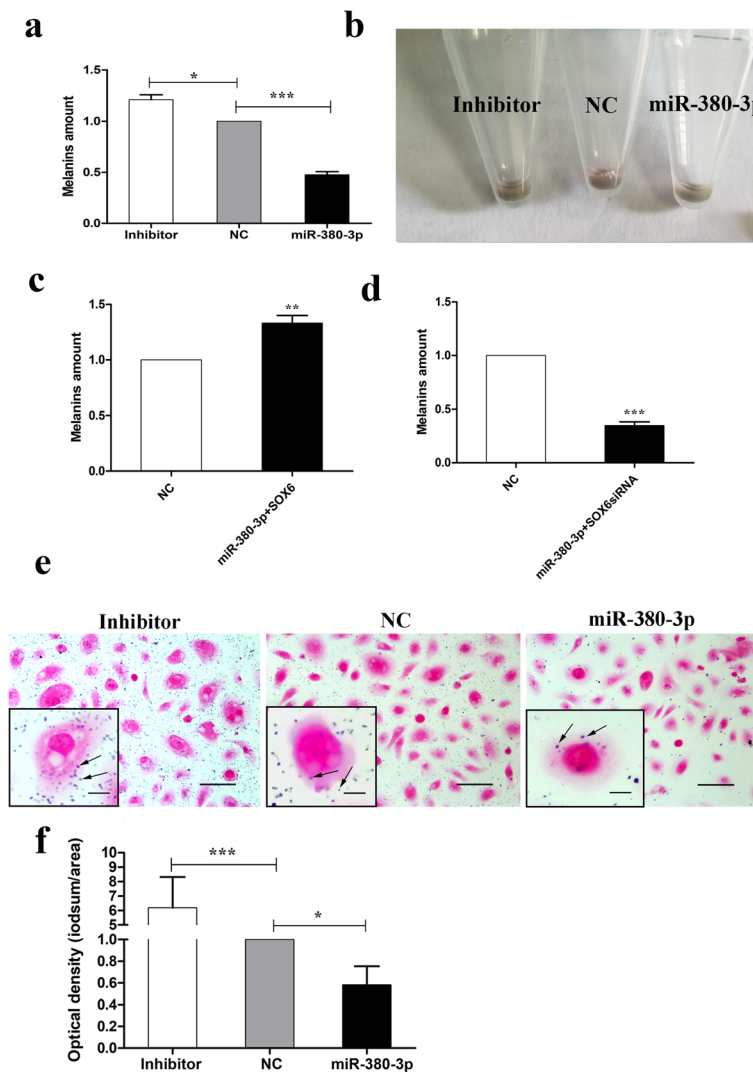 a
Melanins amount
1.5
1.0
0.5
0.0
*
***
Inhibitor NC miR-380-3p
b
Inhibitor NC miR-380-3p
c
Melanins amount
1.5
1.0
0.5
0.0
**
NC
miR-380-3p+SOX6
d
Melanins amount
1.5
1.0
0.5
0.0
***
NC
miR-380-3p+SOX6siRNA
e
Inhibitor NC miR-380-3p
f
Optical density (iodsum/area)
10
9
8
7
6
5
1.0
0.8
0.6
0.4
0.2
0.0
***
*
Inhibitor NC miR-380-3p